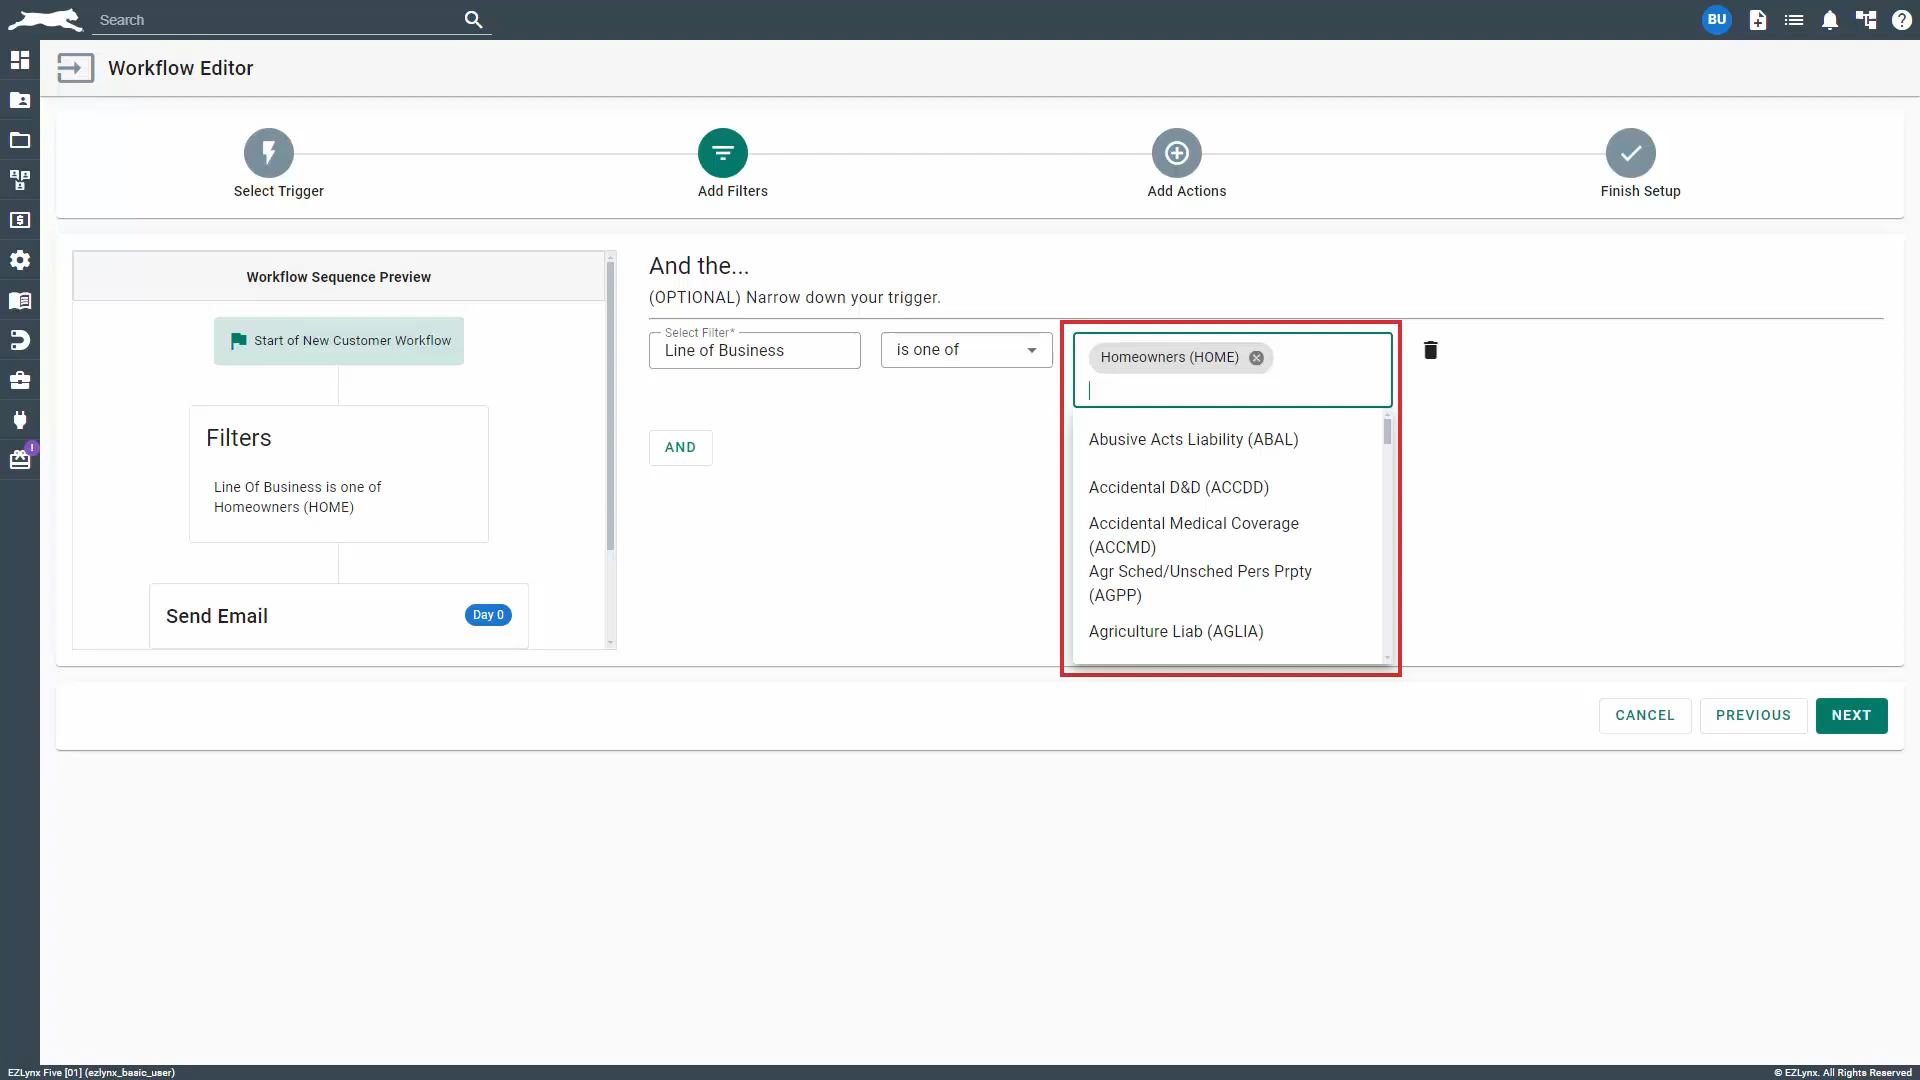 Search
BU
Workflow Editor
Select Trigger
Add Filters
Add Actions
Finish Setup
Workflow Sequence Preview
Start of New Customer Workflow
Filters
Line Of Business is one of
Homeowners (HOME)
Send Email
Day 0
And the...
(OPTIONAL) Narrow down your trigger.
Select Filter*
Line of Business
is one of
Homeowners (HOME)
AND
Abusive Acts Liability (ABAL)
Accidental D&D (ACCDD)
Accidental Medical Coverage
(ACCMD)
Agr Sched/Unsched Pers Prpty
(AGPP)
Agriculture Liab (AGLIA)
CANCEL
PREVIOUS
NEXT
EZLynx Five [01] (ezlynx_basic_user)
© EZLynx. All Rights Reserved